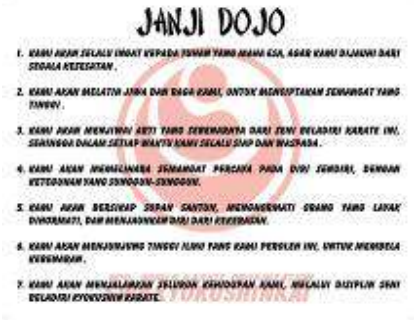 JANJI DOJO
1. KAMI AKAN SELALU INGAT KEPADA TUHAN YANG MAHA ESA, AGAR KAMI DIJAUHI DARI
SEGALA KESESATAN .
2. KAMI AKAN MELATIH JIWA DAN RAGA KAMI, UNTUK MENCIPTAKAN SEMANGAT YANG
TINGGI .
3. KAMI AKAN MENJIWAI ARTI YANG SEBENARNYA DARI SENI BELADIRI KARATE INI,
SEHINGGA DALAM SETIAP WAKTU KAMI SELALU SIAP DAN WASPADA .
4. KAMI AKAN MEMELIHARA SEMANGAT PERCAYA PADA DIRI SENDIRI, DENGAN
KETEGUHAN YANG SUNGGUH-SUNGGUH.
5. KAMI AKAN BERSIKAP SOPAN SANTUN, MENGHORMATI ORANG YANG LAYAK
DIHORMATI, DAN MENJAUHKAN DIRI DARI KEKERASAN.
6. KAMI AKAN MENJUNJUNG TINGGI ILMU YANG KAMI PEROLEH INI, UNTUK MEMBELA
KEBENARAN .
7. KAMI AKAN MENJALANKAN SELURUH KEHIDUPAN KAMI, MELALUI DISIPLIN SENI
BELADIRI KYOKUSHIN KARATE.
KYOKUSHINKAI